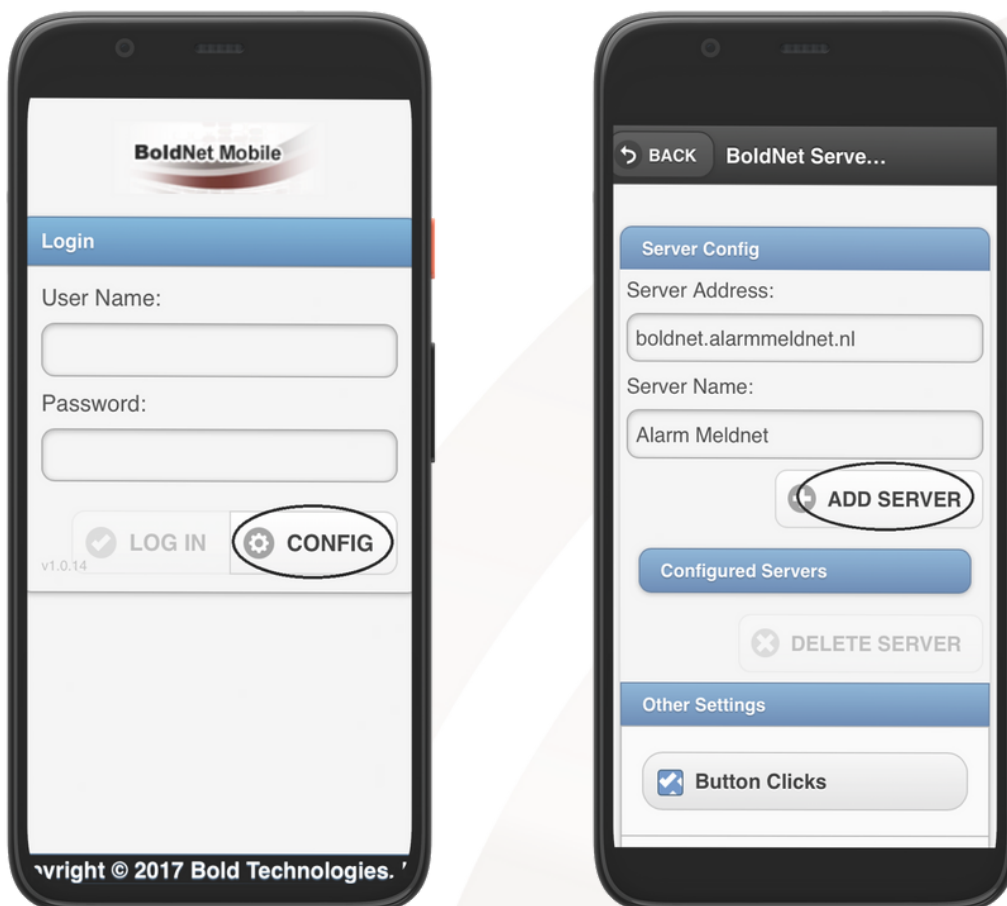 BoldNet Mobile
Login
User Name:
Password:
LOG IN
CONFIG
v1.0.14
© 2017 Bold Technologies.
BACK
BoldNet Serve...
Server Config
Server Address:
boldnet.alarmmeldnet.nl
Server Name:
Alarm Meldnet
ADD SERVER
Configured Servers
DELETE SERVER
Other Settings
Button Clicks